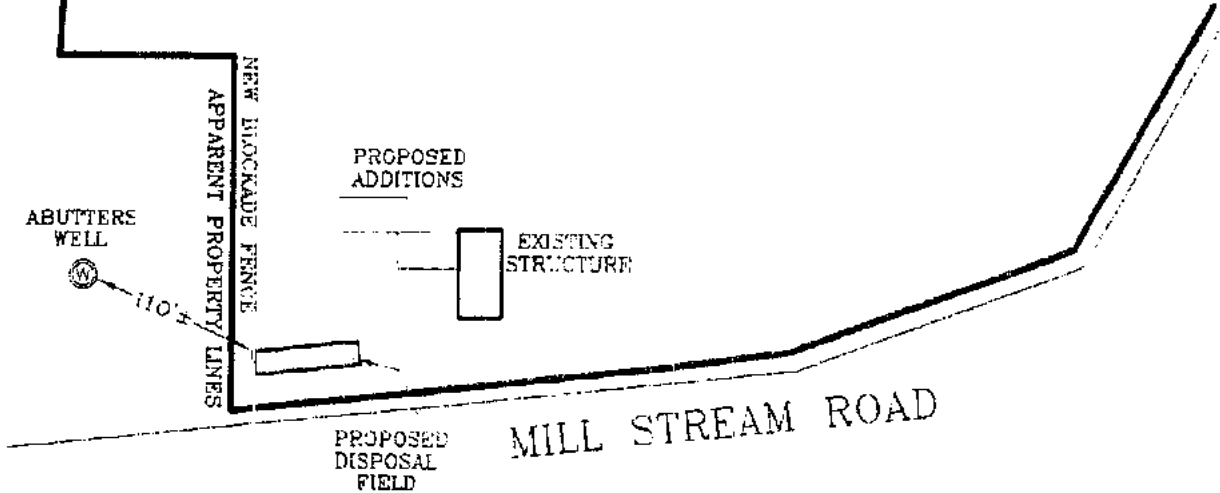 NEW BLOCKADE FENCE
APPARENT PROPERTY LINES
PROPOSED
ADDITIONS
ABUTTERS
WELL
W
EXISTING
STRUCTURE
110'±
MILL STREAM ROAD
PROPOSED
DISPOSAL
FIELD